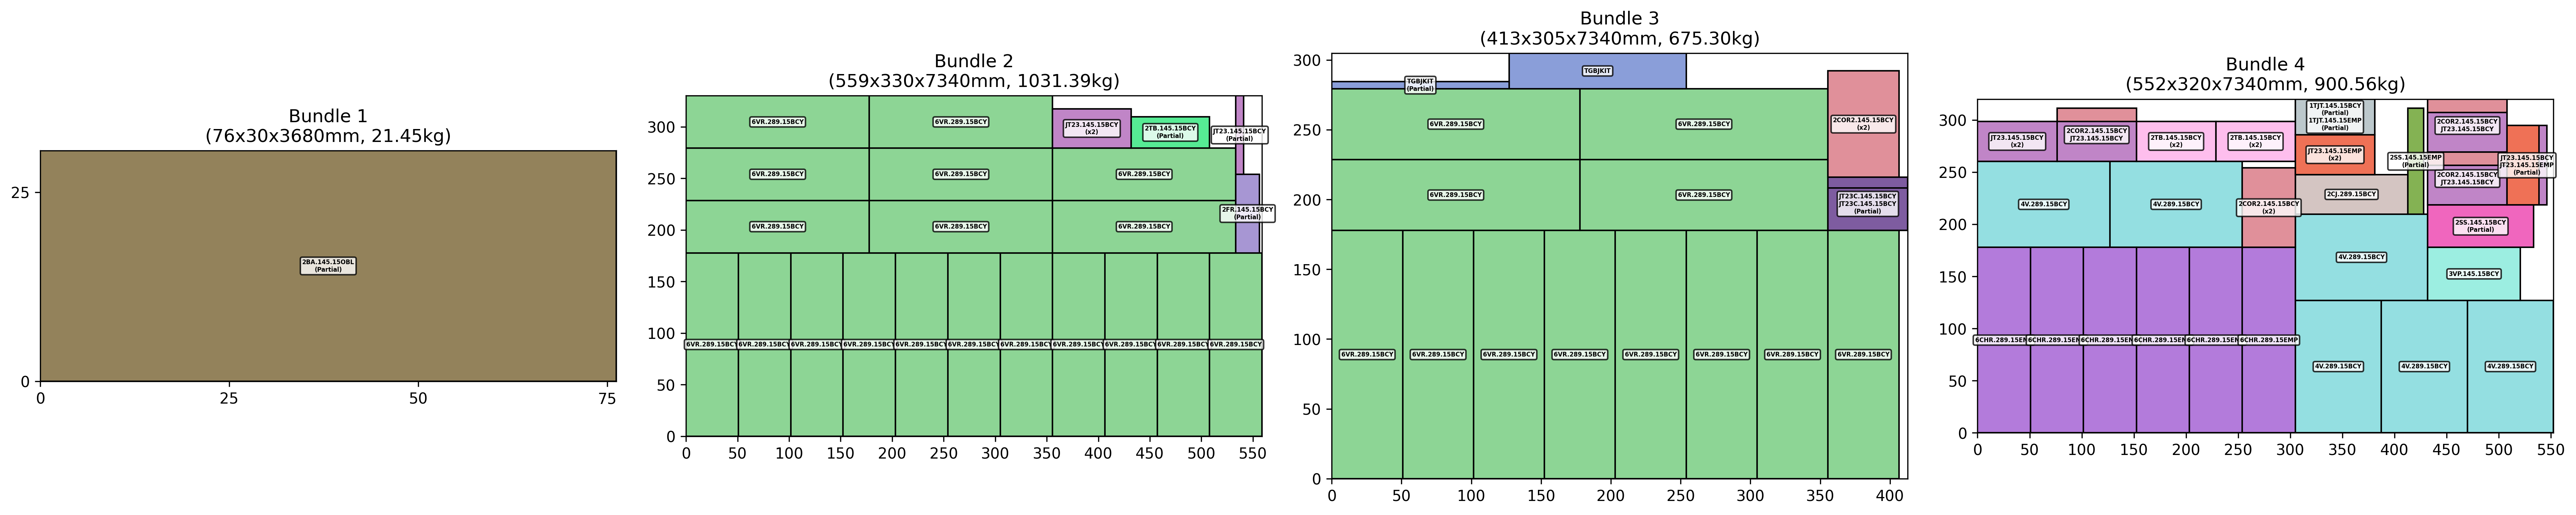 Bundle 1
(76x30x3680mm, 21.45kg)
25
0
2BA.145.15OBL
(Partial)
0
25
50
75
Bundle 2
(559x330x7340mm, 1031.39kg)
300
250
200
150
100
50
0
6VR.289.15BCY
6VR.289.15BCY
JT23.145.15BCY
(x2)
2TB.145.15BCY
(Partial)
JT23.145.15BCY
(Partial)
6VR.289.15BCY
6VR.289.15BCY
6VR.289.15BCY
2FR.145.15BCY
(Partial)
6VR.289.15BCY
6VR.289.15BCY
6VR.289.15BCY
6VR.289.15BCY
6VR.289.15BCY
6VR.289.15BCY
6VR.289.15BCY
6VR.289.15BCY
6VR.289.15BCY
6VR.289.15BCY
6VR.289.15BCY
6VR.289.15BCY
6VR.289.15BCY
6VR.289.15BCY
0
50
100
150
200
250
300
350
400
450
500
550
Bundle 3
(413x305x7340mm, 675.30kg)
300
250
200
150
100
50
0
TGBJKIT
(Partial)
TGBJKIT
6VR.289.15BCY
6VR.289.15BCY
2COR2.145.15BCY
(x2)
6VR.289.15BCY
6VR.289.15BCY
JT23C.145.15BCY
JT23C.145.15BCY
(Partial)
6VR.289.15BCY
6VR.289.15BCY
6VR.289.15BCY
6VR.289.15BCY
6VR.289.15BCY
6VR.289.15BCY
6VR.289.15BCY
6VR.289.15BCY
0
50
100
150
200
250
300
350
400
Bundle 4
(552x320x7340mm, 900.56kg)
300
250
200
150
100
50
0
JT23.145.15BCY
(x2)
2COR2.145.15BCY
JT23.145.15BCY
2TB.145.15BCY
(x2)
2TB.145.15BCY
(x2)
1TJT.145.15BCY
(Partial)
1TJT.145.15EMP
(Partial)
JT23.145.15EMP
(x2)
2SS.145.15EMP
(Partial)
2COR2.145.15BCY
JT23.145.15BCY
2COR2.145.15BCY
JT23.145.15BCY
JT23.145.15BCY
JT23.145.15EMP
(Partial)
4V.289.15BCY
4V.289.15BCY
2COR2.145.15BCY
(x2)
2CJ.289.15BCY
2SS.145.15BCY
(Partial)
4V.289.15BCY
3VP.145.15BCY
6CHR.289.15EM
6CHR.289.15EM
6CHR.289.15EM
6CHR.289.15EM
6CHR.289.15EM
6CHR.289.15EMP
4V.289.15BCY
4V.289.15BCY
4V.289.15BCY
0
50
100
150
200
250
300
350
400
450
500
550